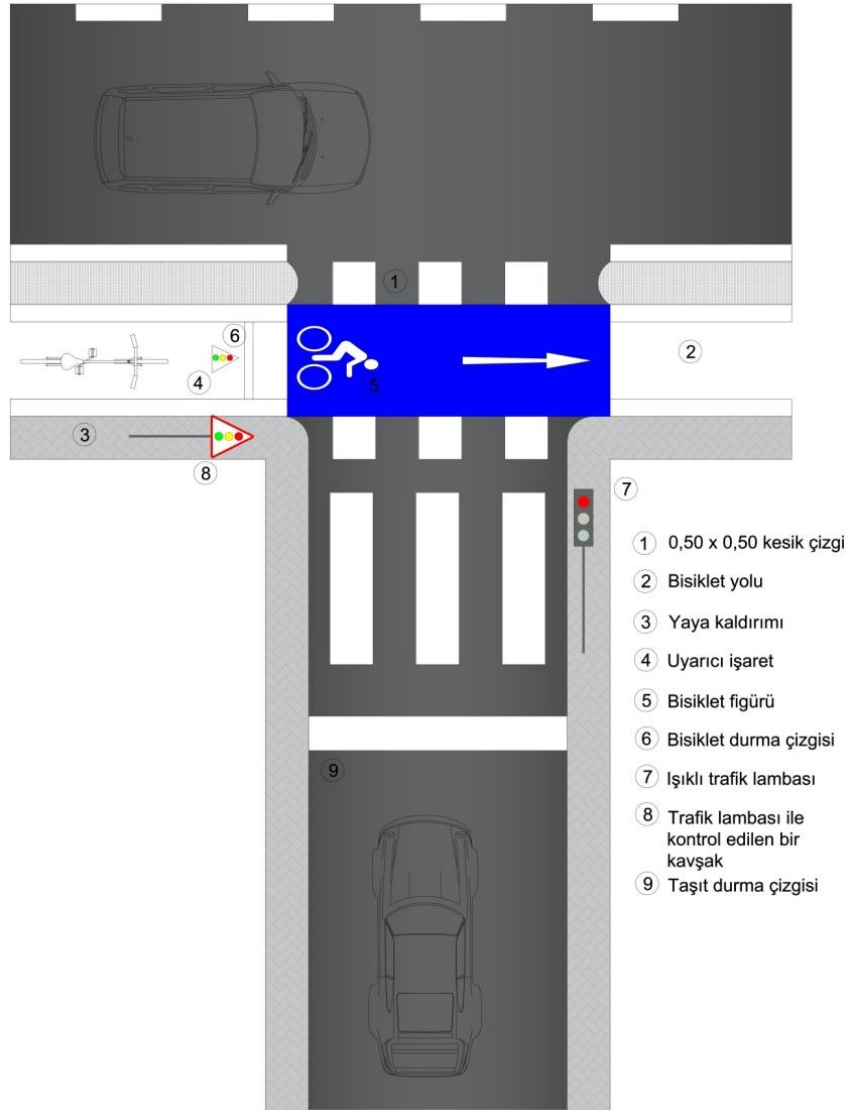 1
6
5
2
4
3
8
7
1 0,50 x 0,50 kesik çizgi
2 Bisiklet yolu
3 Yaya kaldırımı
4 Uyarıcı işaret
5 Bisiklet figürü
6 Bisiklet durma çizgisi
7 Işıklı trafik lambası
8 Trafik lambası ile
kontrol edilen bir
kavşak
9 Taşıt durma çizgisi
9